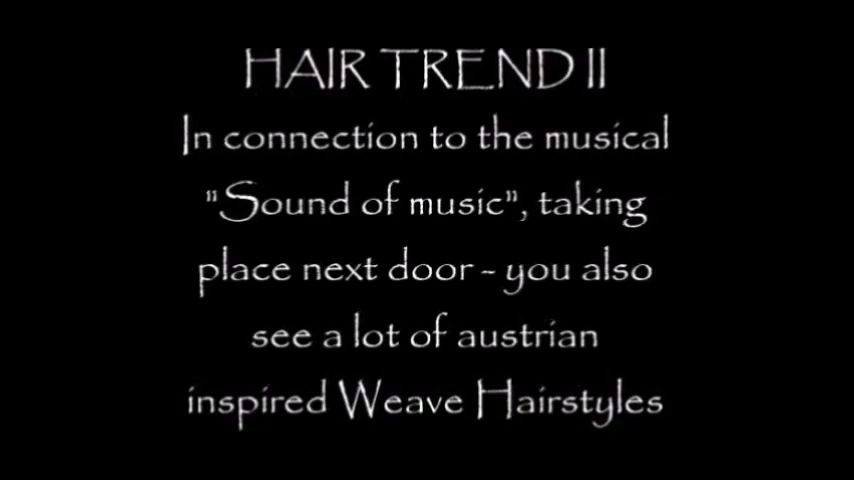 HAIR TREND II
In connection to the musical
"Sound of music", taking
place next door - you also
see a lot of austrian
inspired Weave Hairstyles